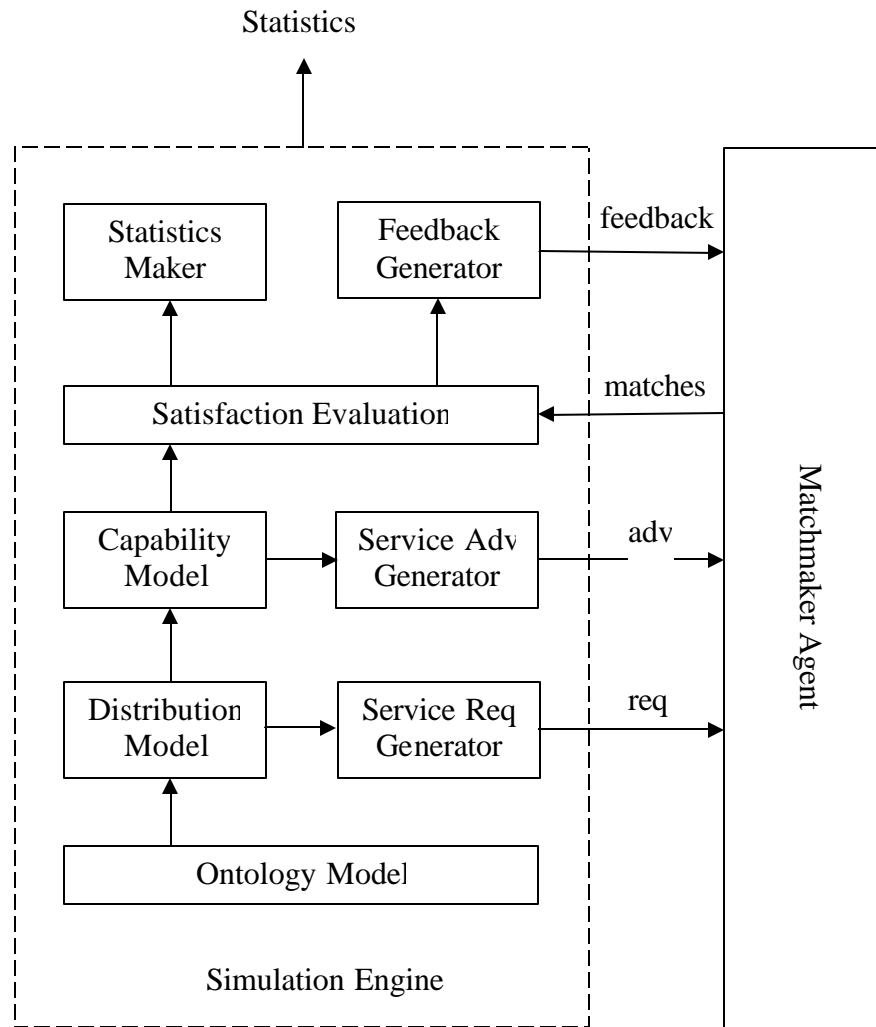 Statistics
Statistics
Maker
Feedback
Generator
feedback
Satisfaction Evaluation
matches
Capability
Model
Service Adv
Generator
adv
Matchmaker Agent
Distribution
Model
Service Req
Generator
req
Ontology Model
Simulation Engine